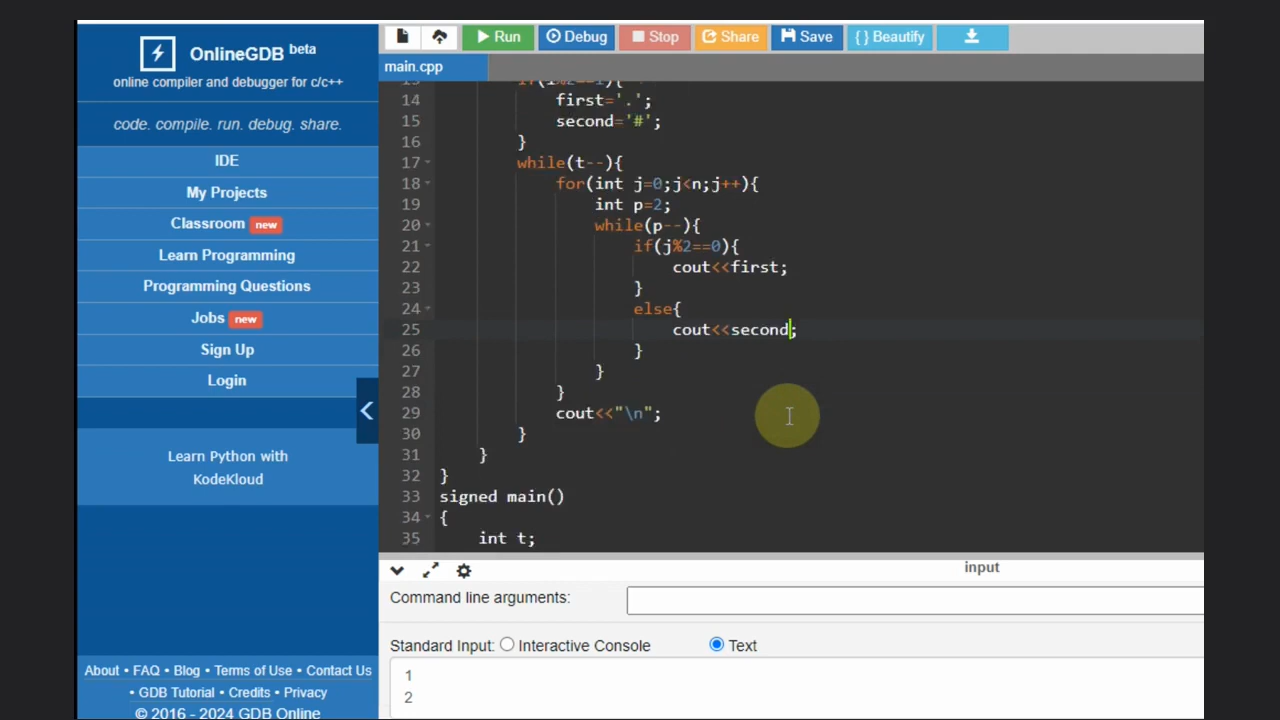 OnlineGDB beta
online compiler and debugger for c/c++
code. compile. run. debug. share.
IDE
My Projects
Classroom new
Learn Programming
Programming Questions
Jobs new
Sign Up
Login
Learn Python with
KodeKloud
About • FAQ • Blog • Terms of Use • Contact Us
• GDB Tutorial • Credits • Privacy
© 2016 - 2024 GDB Online
Run Debug Stop Share Save { } Beautify
main.cpp
14 first='.';
15 second='#';
16 }
17 while(t--){
18 for(int j=0;j<n;j++){
19 int p=2;
20 while(p--){
21 if(j%2==0){
22 cout<<first;
23 }
24 else{
25 cout<<second;
26 }
27 }
28 }
29 cout<<"\n";
30 }
31 }
32 }
33 signed main()
34 {
35 int t;
input
Command line arguments:
Standard Input: Interactive Console Text
1
2